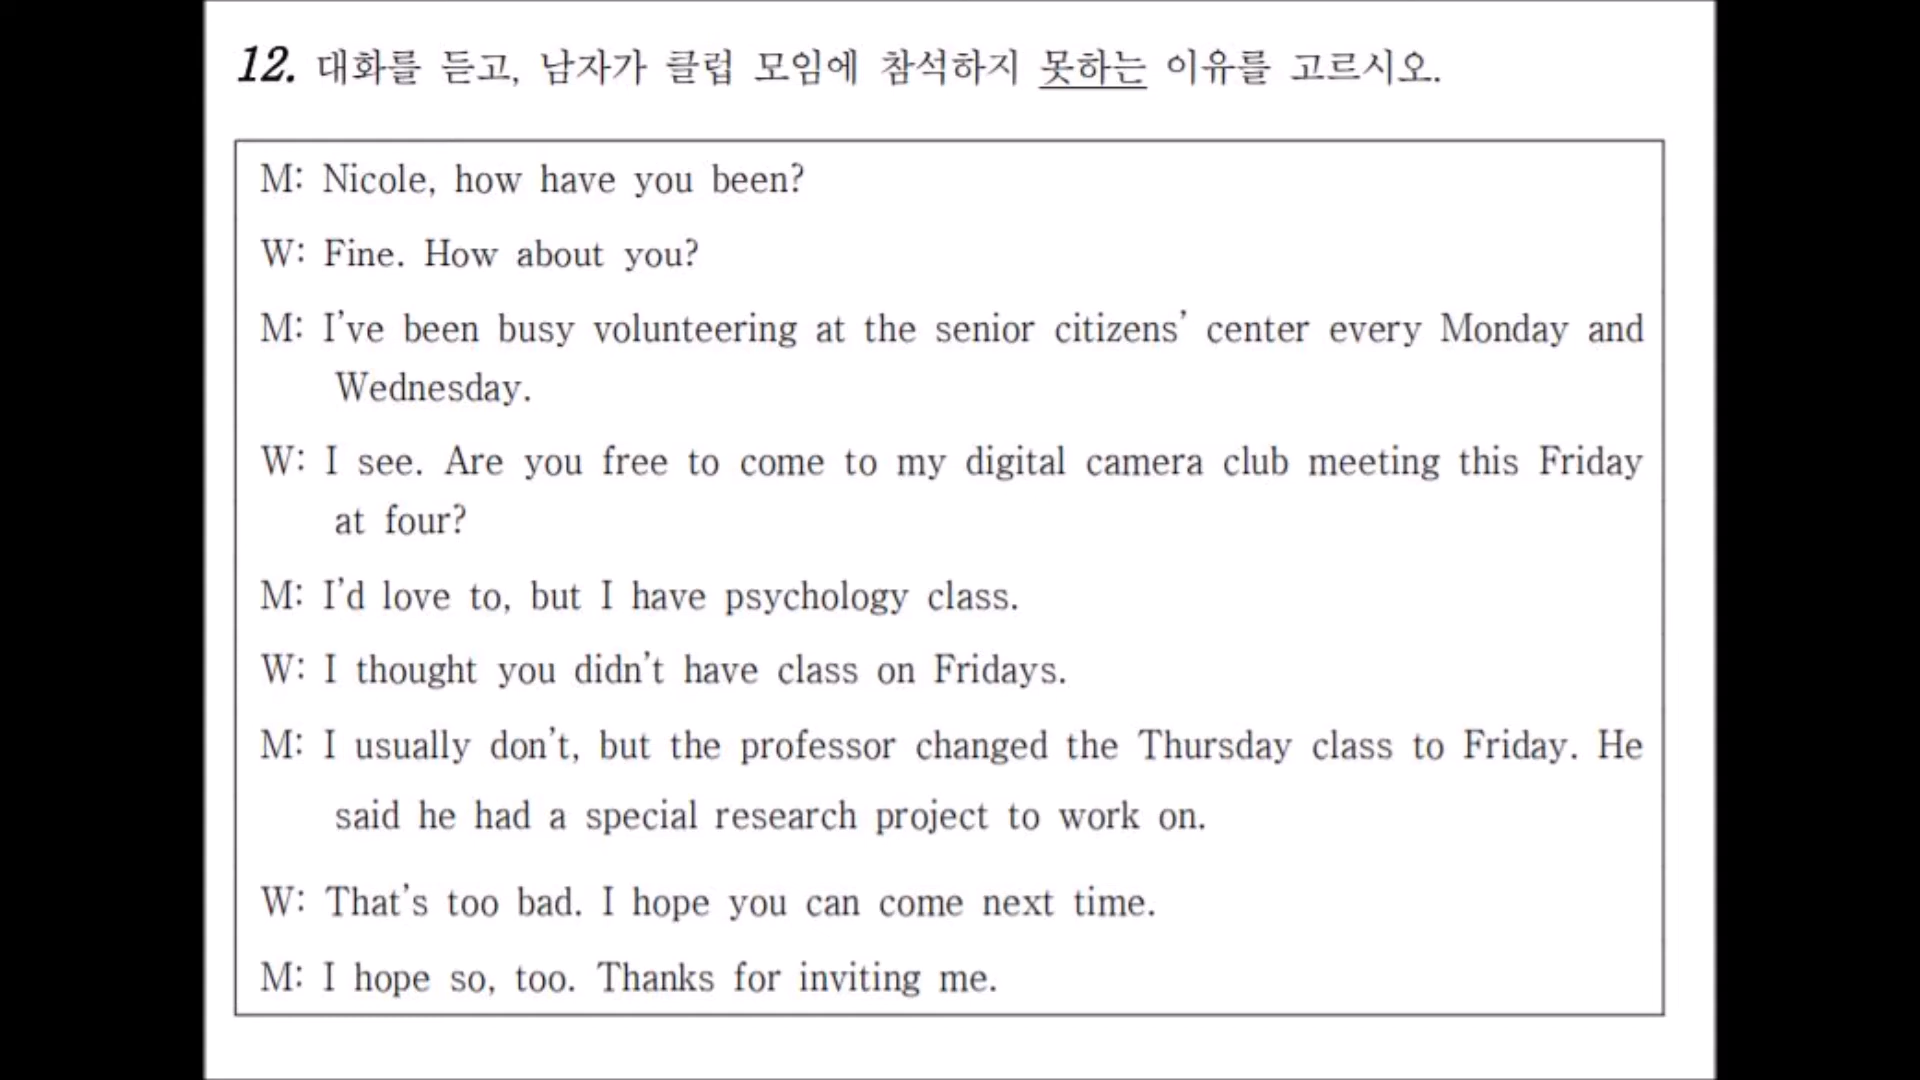 12. 대화를 듣고, 남자가 클럽 모임에 참석하지 못하는 이유를 고르시오.
M: Nicole, how have you been?
W: Fine. How about you?
M: I've been busy volunteering at the senior citizens' center every Monday and
Wednesday.
W: I see. Are you free to come to my digital camera club meeting this Friday
at four?
M: I'd love to, but I have psychology class.
W: I thought you didn't have class on Fridays.
M: I usually don't, but the professor changed the Thursday class to Friday. He
said he had a special research project to work on.
W: That's too bad. I hope you can come next time.
M: I hope so, too. Thanks for inviting me.